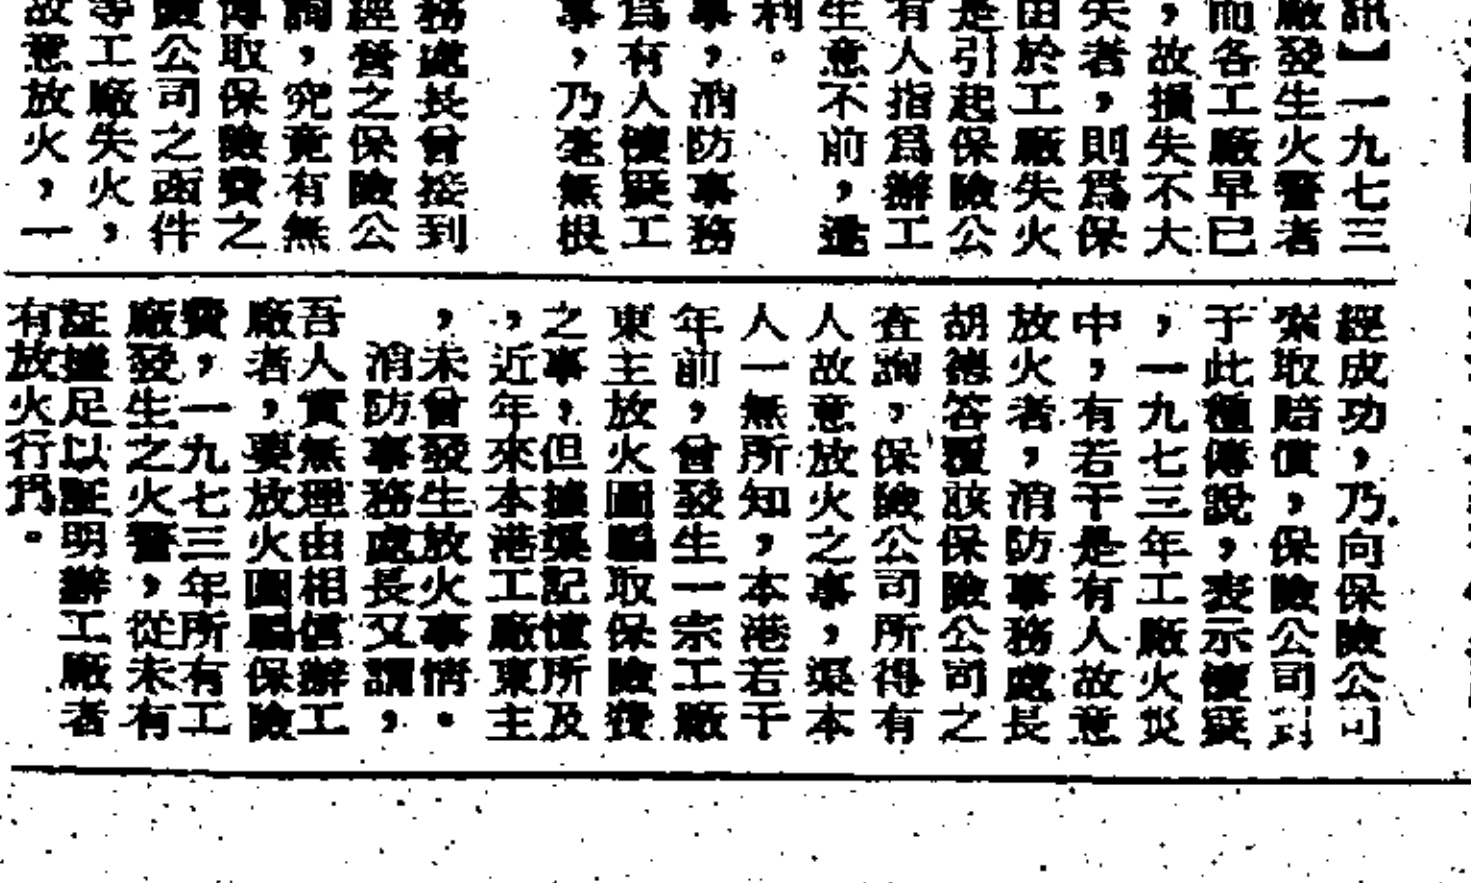 訊】一九七三
廠發生火警者
而各工廠早已
，故損失不大
失者，則爲保
由於工廠失火
是引起保險公
有人指爲辦工
生意不前，
利。
事，消防事務
爲有人懷疑工
事，乃毫無根
務處長曾接到
經營之保險公
詢，究竟有無
博取保險費之
險公司之函件
等工廠失火，
故意放火，一
經成功，乃向保險公司
索取賠償，保險公司對
于此種傳說，表示懷疑
，一九七三年工廠火災
中，有若干是有人故意
放火者，消防事務處長
胡德答覆該保險公司之
查詢，保險公司所得有
人故意放火之事，渠本
人一無所知，本港若干
年前，曾發生一宗工廠
東主放火圖騙取保險費
之事，但據渠記憶所及
，近年來本港工廠東主
，未曾發生放火事情。
消防事務處長又謂，
吾人實無理由相信辦工
廠者，要放火圖騙保險
費，一九七三年所有工
廠發生之火警，從未有
証據足以証明辦工廠者
有放火行爲。